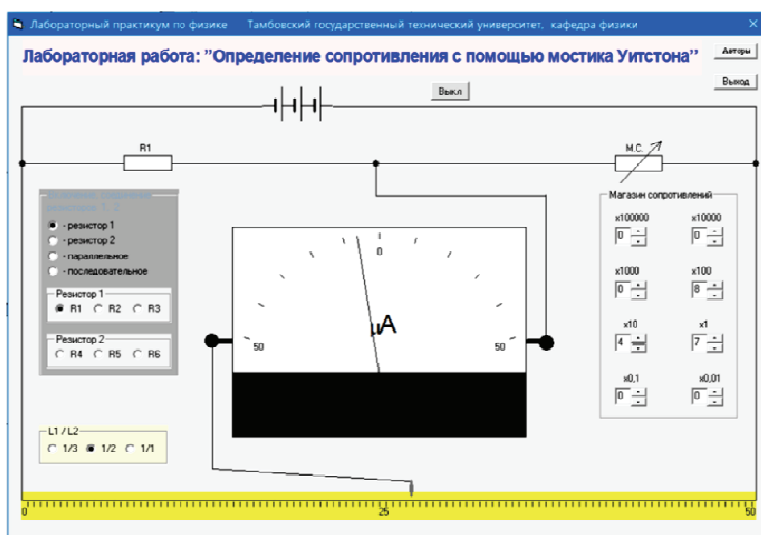 Лабораторный практикум по физике Тамбовский государственный технический университет, кафедра физики
Лабораторная работа: "Определение сопротивления с помощью мостика Уитстона"
Авторы
Выход
Выкл
R1
М.С.
резисторов 1, 2
- резистор 1
- резистор 2
- параллельное
- последовательное
Резистор 1
R1 R2 R3
Резистор 2
R4 R5 R6
L1 / L2
1/3 1/2 1/1
0
50 50
μA
Магазин сопротивлений
x100000 x10000
0 0
x1000 x100
0 8
x10 x1
4 7
x0,1 x0,01
0 0
0 25 50